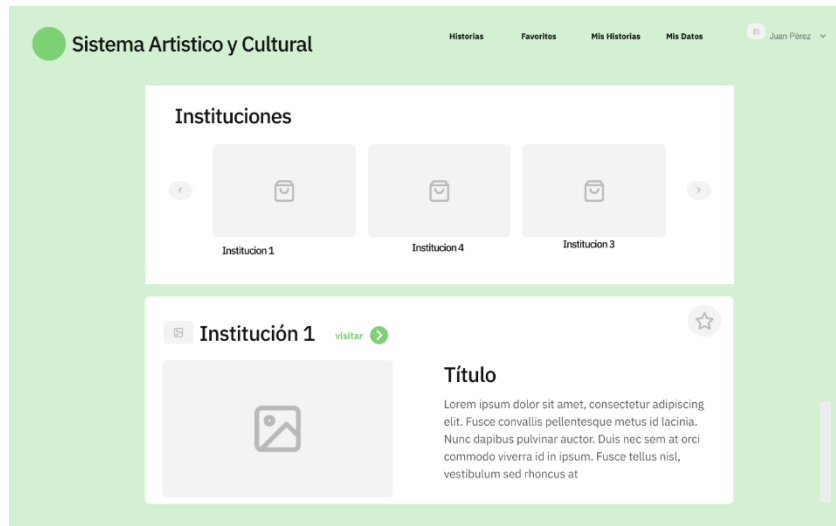 Sistema Artistico y Cultural
Historias
Favoritos
Mis Historias
Mis Datos
Juan Pérez
Instituciones
Institucion 1
Institucion 4
Institucion 3
Institución 1
visitar
Título
Lorem ipsum dolor sit amet, consectetur adipiscing
elit. Fusce convallis pellentesque metus id lacinia.
Nunc dapibus pulvinar auctor. Duis nec sem at orci
commodo viverra id in ipsum. Fusce tellus nisl,
vestibulum sed rhoncus at